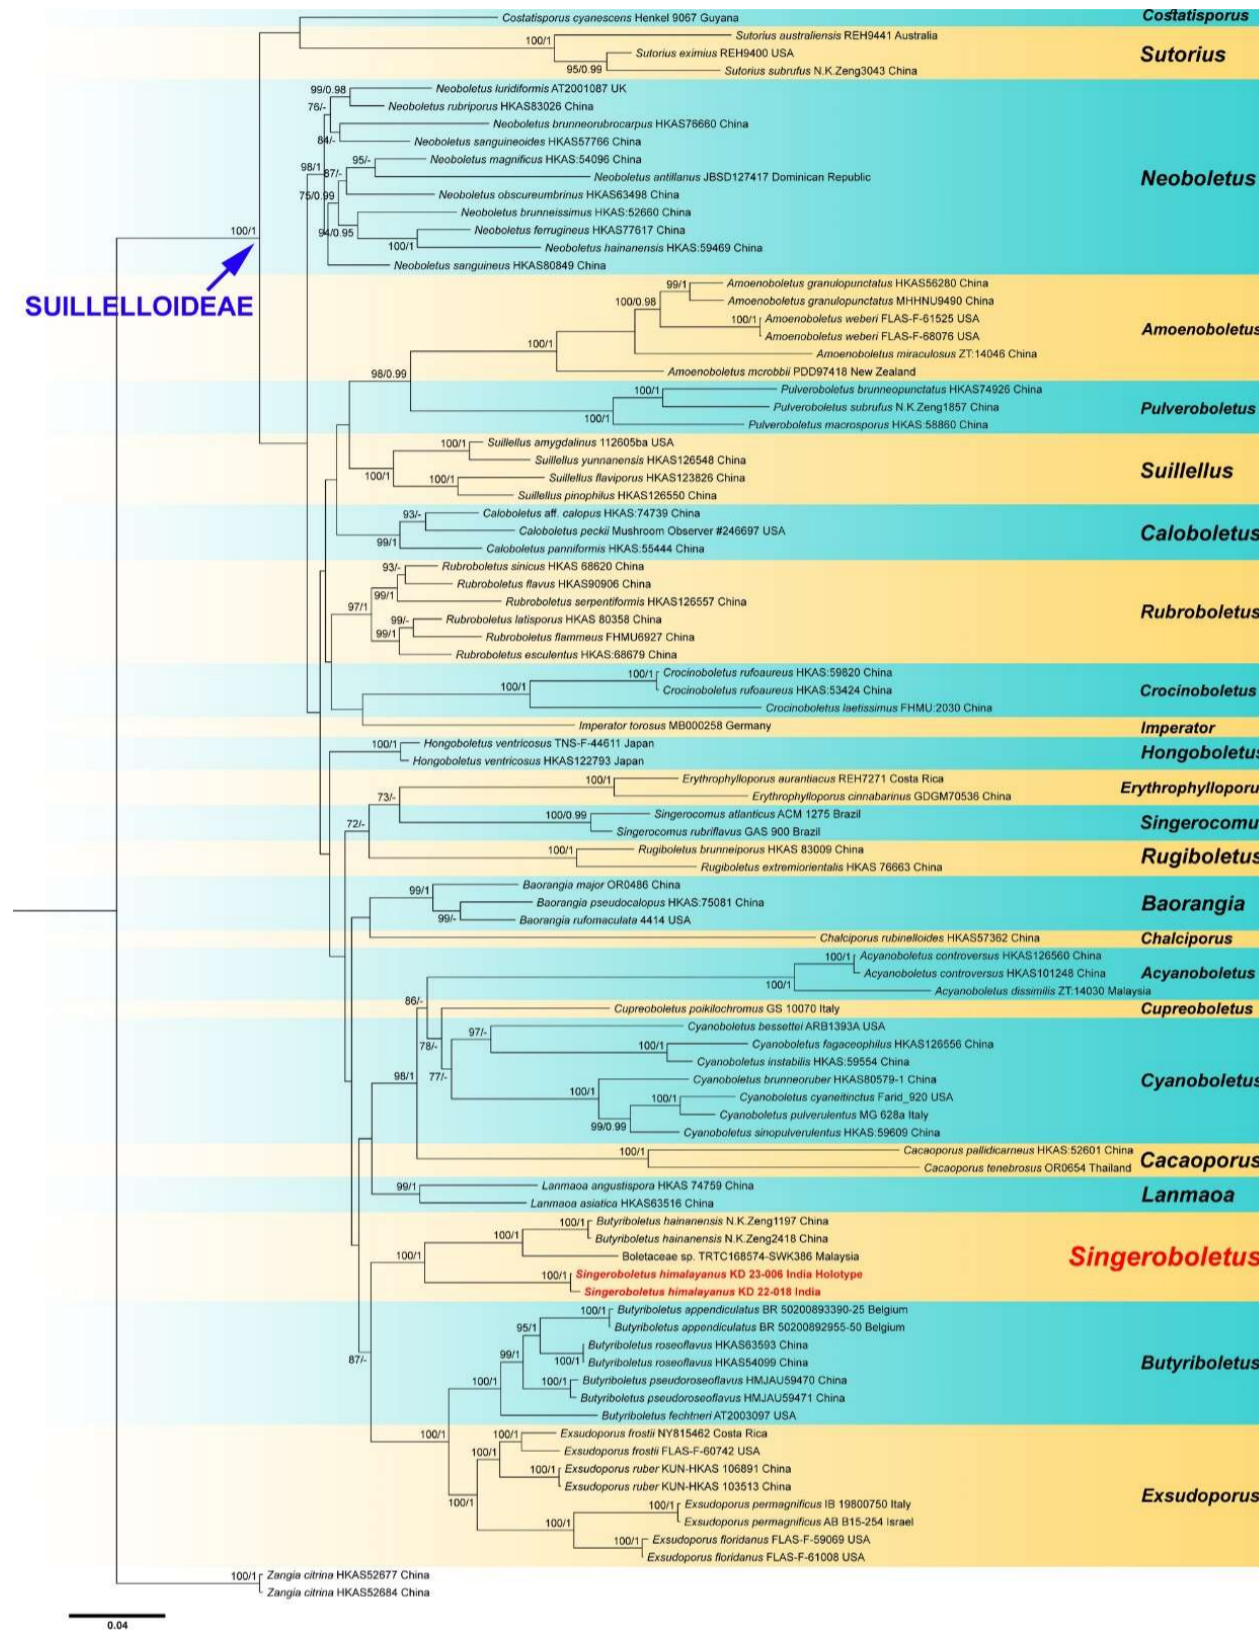 Costatisporus cyanescens Henkel 9067 Guyana
Costatisporus
100/1
Sutorius australiensis REH9441 Australia
Sutorius eximius REH9400 USA
Sutorius
95/0.99
Sutorius subrufus N.K.Zeng3043 China
99/0.98
Neoboletus luridiformis AT2001087 UK
76/-
Neoboletus rubriporus HKAS83026 China
Neoboletus brunneorubrocarpus HKAS76660 China
84/-
Neoboletus sanguineoides HKAS57766 China
98/1
95/-
Neoboletus magnificus HKAS:54096 China
87/-
Neoboletus antillanus JBSD127417 Dominican Republic
Neoboletus
75/0.99
Neoboletus obscureumbrinus HKAS63498 China
Neoboletus brunneissimus HKAS:52660 China
94/0.95
Neoboletus ferrugineus HKAS77617 China
100/1
Neoboletus hainanensis HKAS:59469 China
Neoboletus sanguineus HKAS80849 China
100/1
SUILLELLOIDEAE
99/1
Amoenoboletus granulopunctatus HKAS56280 China
100/0.98
Amoenoboletus granulopunctatus MHHNU9490 China
100/1
Amoenoboletus weberi FLAS-F-61525 USA
Amoenoboletus weberi FLAS-F-68076 USA
Amoenoboletus
100/1
Amoenoboletus miraculosus ZT:14046 China
98/0.99
Amoenoboletus mcrobbii PDD97418 New Zealand
100/1
Pulveroboletus brunneopunctatus HKAS74926 China
Pulveroboletus subrufus N.K.Zeng1857 China
Pulveroboletus
100/1
Pulveroboletus macrosporus HKAS:58860 China
100/1
Suillellus amygdalinus 112605ba USA
Suillellus yunnanensis HKAS126548 China
100/1
100/1
Suillellus flaviporus HKAS123826 China
Suillellus
Suillellus pinophilus HKAS126550 China
93/-
Caloboletus aff. calopus HKAS:74739 China
Caloboletus peckii Mushroom Observer #246697 USA
Caloboletus
99/1
Caloboletus panniformis HKAS:55444 China
93/-
Rubroboletus sinicus HKAS 68620 China
Rubroboletus flavus HKAS90906 China
99/1
Rubroboletus serpentiformis HKAS126557 China
97/1
Rubroboletus
99/-
Rubroboletus latisporus HKAS 80358 China
99/1
Rubroboletus flammeus FHMU6927 China
Rubroboletus esculentus HKAS:68679 China
100/1
Crocinoboletus rufoaureus HKAS:59820 China
100/1
Crocinoboletus rufoaureus HKAS:53424 China
Crocinoboletus
Crocinoboletus laetissimus FHMU:2030 China
Imperator torosus MB000258 Germany
Imperator
100/1
Hongoboletus ventricosus TNS-F-44611 Japan
Hongoboletus
Hongoboletus ventricosus HKAS122793 Japan
100/1
Erythrophylloporus aurantiacus REH7271 Costa Rica
Erythrophylloporu
73/-
Erythrophylloporus cinnabarinus GDGM70536 China
100/0.99
Singerocomus atlanticus ACM 1275 Brazil
Singerocomu
72/-
Singerocomus rubriflavus GAS 900 Brazil
100/1
Rugiboletus brunneiporus HKAS 83009 China
Rugiboletus
Rugiboletus extremiorientalis HKAS 76663 China
99/1
Baorangia major OR0486 China
Baorangia pseudocalopus HKAS:75081 China
Baorangia
99/-
Baorangia rufomaculata 4414 USA
Chalciporus rubinelloides HKAS57362 China
Chalciporus
100/1
Acyanoboletus controversus HKAS126560 China
Acyanoboletus controversus HKAS101248 China
Acyanoboletus
100/1
Acyanoboletus dissimilis ZT:14030 Malaysia
86/-
Cupreoboletus poikilochromus GS 10070 Italy
Cupreoboletus
97/-
Cyanoboletus bessettei ARB1393A USA
78/-
100/1
Cyanoboletus fagaceophilus HKAS126556 China
Cyanoboletus instabilis HKAS:59554 China
98/1
77/-
Cyanoboletus brunneoruber HKAS80579-1 China
Cyanoboletus
100/1
100/1
Cyanoboletus cyaneitinctus Farid_920 USA
Cyanoboletus pulverulentus MG 628a Italy
99/0.99
Cyanoboletus sinopulverulentus HKAS:59609 China
100/1
Cacaoporus pallidicarneus HKAS:52601 China
Cacaoporus
Cacaoporus tenebrosus OR0654 Thailand
99/1
Lanmaoa angustispora HKAS 74759 China
Lanmaoa
Lanmaoa asiatica HKAS63516 China
100/1
Butyriboletus hainanensis N.K.Zeng1197 China
100/1
Butyriboletus hainanensis N.K.Zeng2418 China
100/1
Boletaceae sp. TRTC168574-SWK386 Malaysia
Singeroboletus
100/1
Singeroboletus himalayanus KD 23-006 India Holotype
Singeroboletus himalayanus KD 22-018 India
100/1
Butyriboletus appendiculatus BR 50200893390-25 Belgium
95/1
Butyriboletus appendiculatus BR 50200892955-50 Belgium
Butyriboletus roseoflavus HKAS63593 China
87/-
99/1
100/1
Butyriboletus roseoflavus HKAS54099 China
Butyriboletus
100/1
100/1
Butyriboletus pseudoroseoflavus HMJAU59470 China
Butyriboletus pseudoroseoflavus HMJAU59471 China
Butyriboletus fechtneri AT2003097 USA
100/1
100/1
Exsudoporus frostii NY815462 Costa Rica
100/1
Exsudoporus frostii FLAS-F-60742 USA
100/1
Exsudoporus ruber KUN-HKAS 106891 China
Exsudoporus ruber KUN-HKAS 103513 China
Exsudoporus
100/1
100/1
Exsudoporus permagnificus IB 19800750 Italy
100/1
Exsudoporus permagnificus AB B15-254 Israel
100/1
Exsudoporus floridanus FLAS-F-59069 USA
Exsudoporus floridanus FLAS-F-61008 USA
100/1
Zangia citrina HKAS52677 China
Zangia citrina HKAS52684 China
0.04